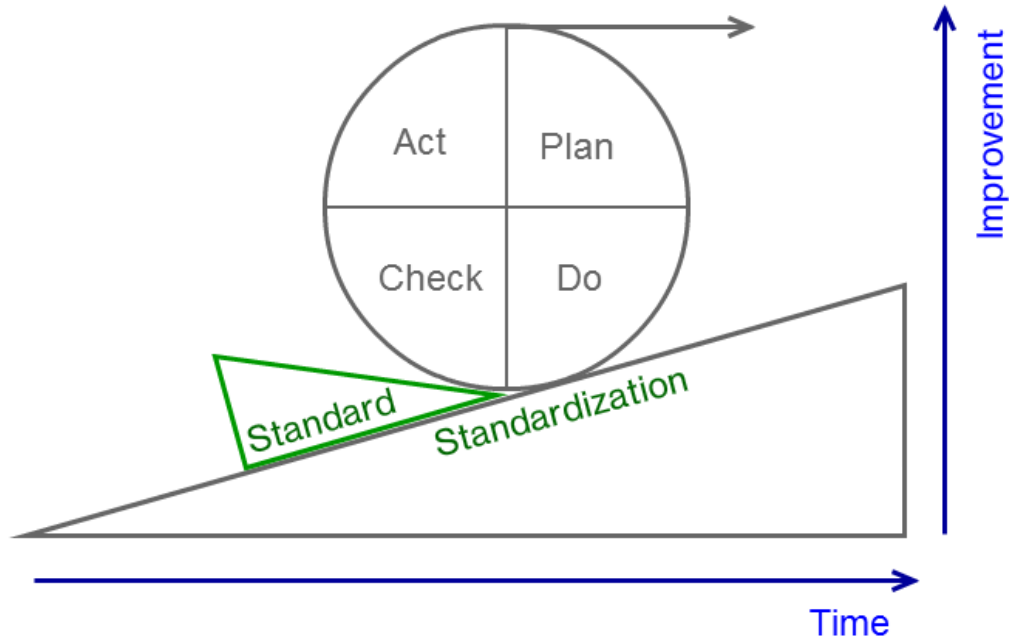 Act
Plan
Check
Do
Standard
Standardization
Improvement
Time